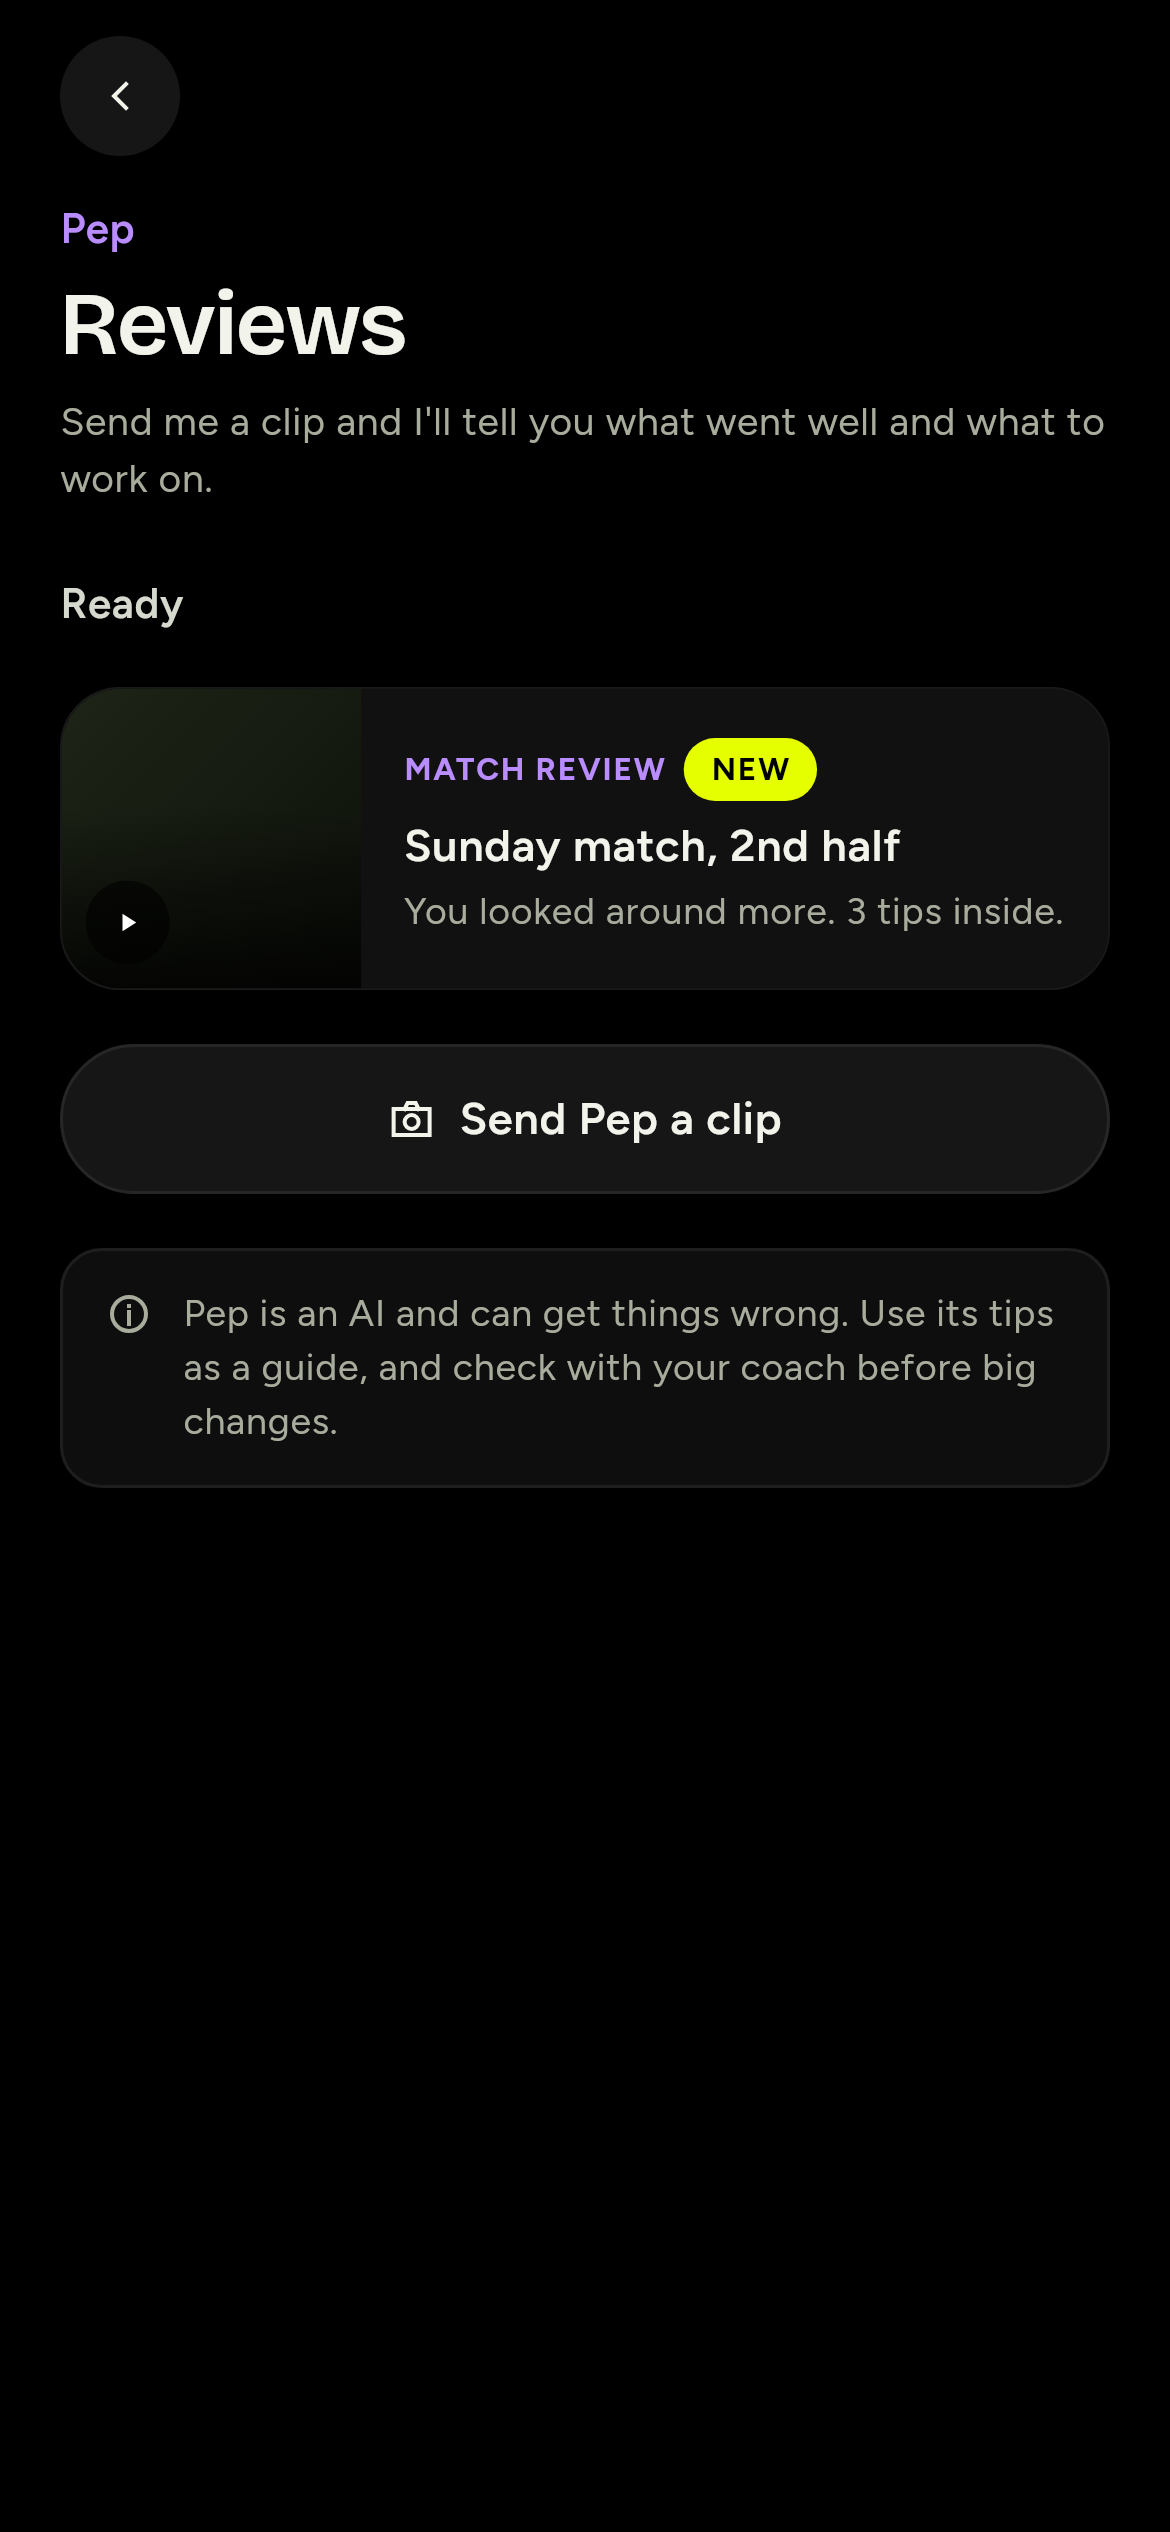 Pep
Reviews
Send me a clip and I'll tell you what went well and what to
work on.
Ready
MATCH REVIEW NEW
Sunday match, 2nd half
You looked around more. 3 tips inside.
Send Pep a clip
Pep is an AI and can get things wrong. Use its tips
as a guide, and check with your coach before big
changes.